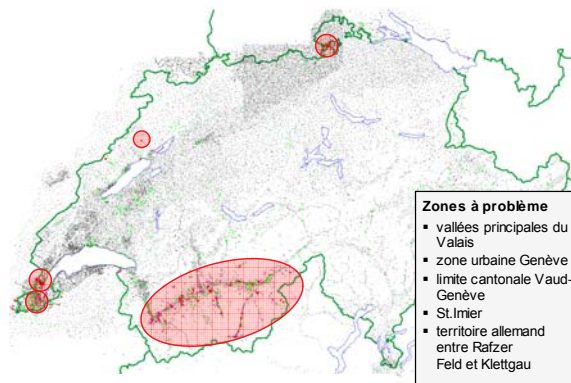 Zones à problème
▪ vallées principales du
Valais
▪ zone urbaine Genève
▪ limite cantonale Vaud-
Genève
▪ St.Imier
▪ territoire allemand
entre Rafzer
Feld et Klettgau